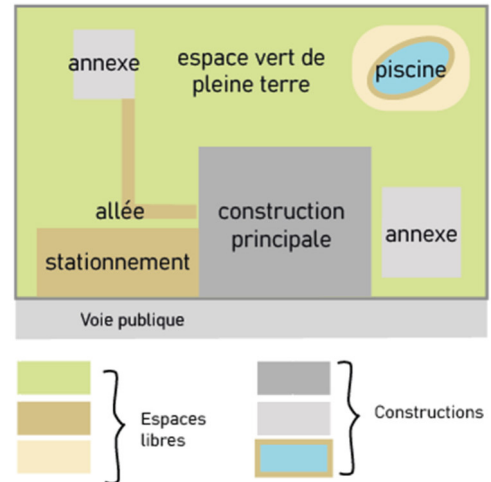 annexe
espace vert de
pleine terre
piscine
allée
construction
principale
annexe
stationnement
Voie publique
Espaces
libres
Constructions